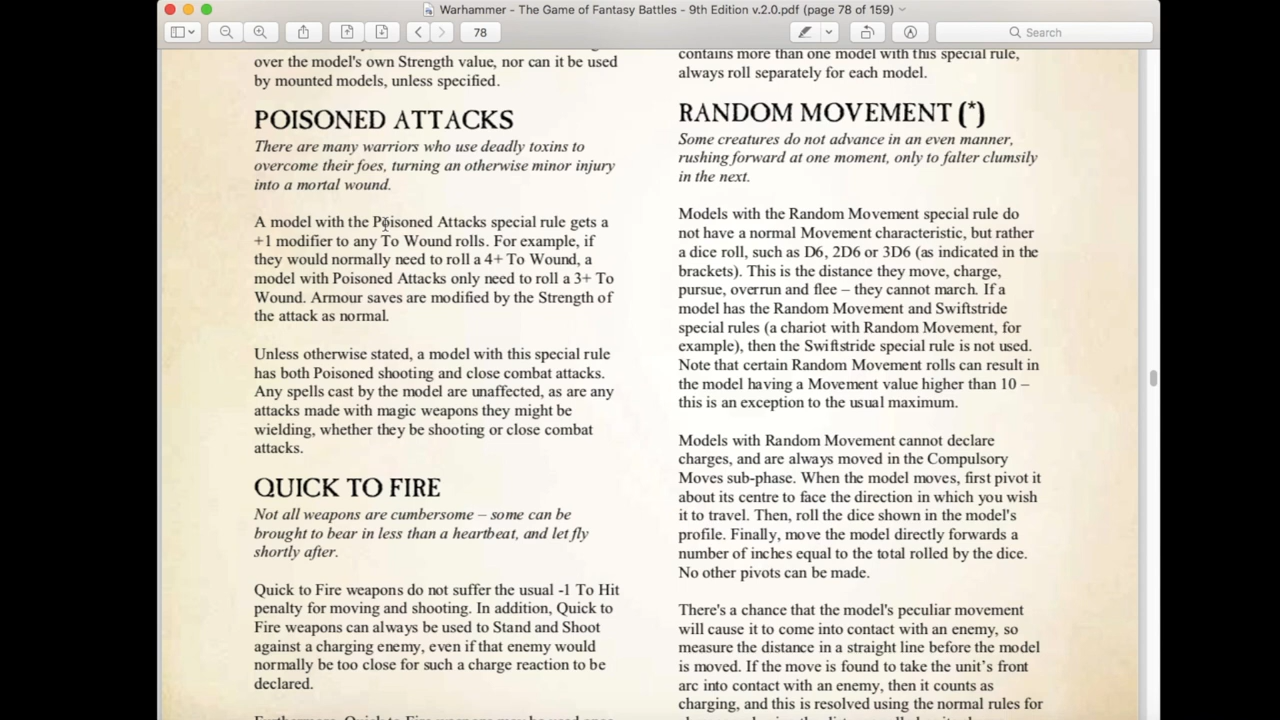 Warhammer - The Game of Fantasy Battles - 9th Edition v.2.0.pdf (page 78 of 159)
78
Search
over the model's own Strength value, nor can it be used
by mounted models, unless specified.
POISONED ATTACKS
There are many warriors who use deadly toxins to
overcome their foes, turning an otherwise minor injury
into a mortal wound.
A model with the Poisoned Attacks special rule gets a
+1 modifier to any To Wound rolls. For example, if
they would normally need to roll a 4+ To Wound, a
model with Poisoned Attacks only need to roll a 3+ To
Wound. Armour saves are modified by the Strength of
the attack as normal.
Unless otherwise stated, a model with this special rule
has both Poisoned shooting and close combat attacks.
Any spells cast by the model are unaffected, as are any
attacks made with magic weapons they might be
wielding, whether they be shooting or close combat
attacks.
QUICK TO FIRE
Not all weapons are cumbersome – some can be
brought to bear in less than a heartbeat, and let fly
shortly after.
Quick to Fire weapons do not suffer the usual -1 To Hit
penalty for moving and shooting. In addition, Quick to
Fire weapons can always be used to Stand and Shoot
against a charging enemy, even if that enemy would
normally be too close for such a charge reaction to be
declared.
contains more than one model with this special rule,
always roll separately for each model.
RANDOM MOVEMENT (*)
Some creatures do not advance in an even manner,
rushing forward at one moment, only to falter clumsily
in the next.
Models with the Random Movement special rule do
not have a normal Movement characteristic, but rather
a dice roll, such as D6, 2D6 or 3D6 (as indicated in the
brackets). This is the distance they move, charge,
pursue, overrun and flee – they cannot march. If a
model has the Random Movement and Swiftstride
special rules (a chariot with Random Movement, for
example), then the Swiftstride special rule is not used.
Note that certain Random Movement rolls can result in
the model having a Movement value higher than 10 –
this is an exception to the usual maximum.
Models with Random Movement cannot declare
charges, and are always moved in the Compulsory
Moves sub-phase. When the model moves, first pivot it
about its centre to face the direction in which you wish
it to travel. Then, roll the dice shown in the model's
profile. Finally, move the model directly forwards a
number of inches equal to the total rolled by the dice.
No other pivots can be made.
There's a chance that the model's peculiar movement
will cause it to come into contact with an enemy, so
measure the distance in a straight line before the model
is moved. If the move is found to take the unit's front
arc into contact with an enemy, then it counts as
charging, and this is resolved using the normal rules for